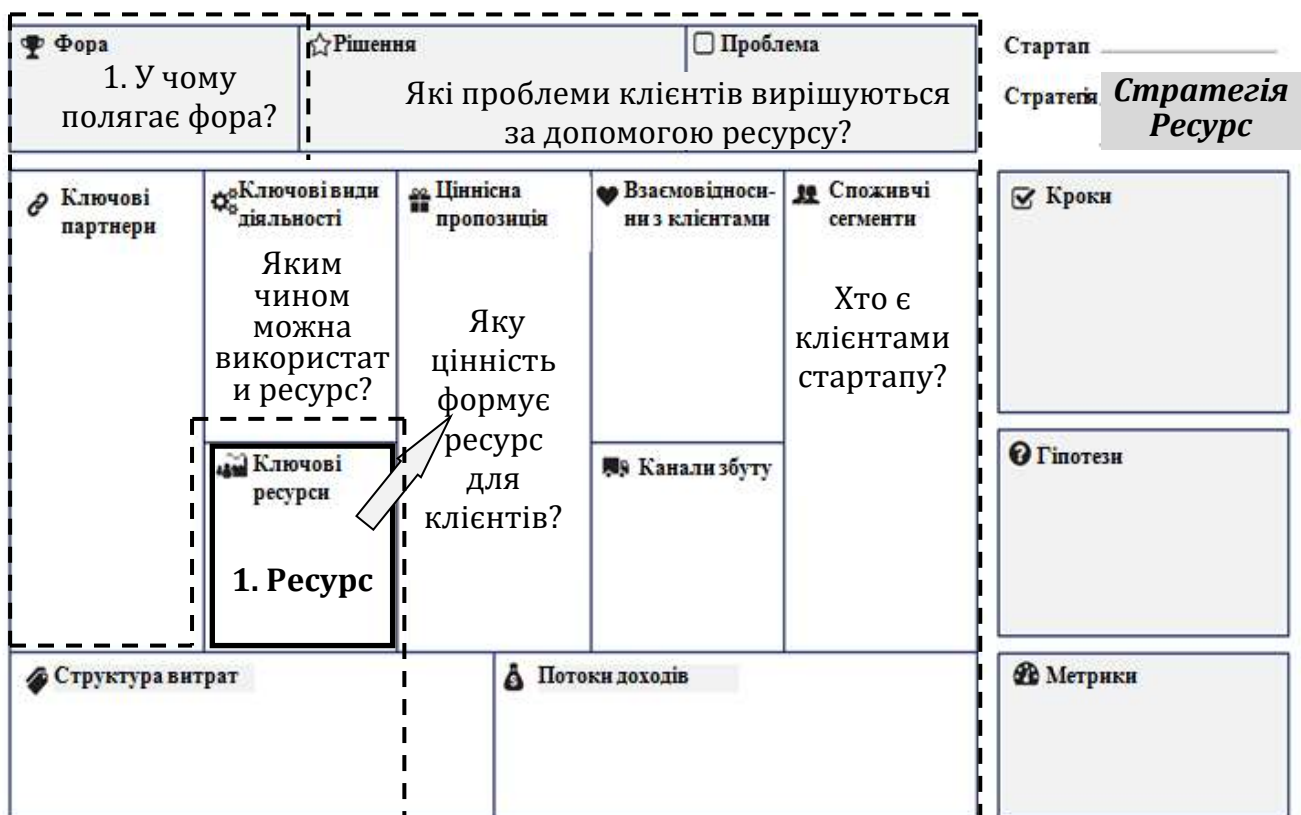 Фора
1. У чому
полягає фора?
Рішення
Проблема
Які проблеми клієнтів вирішуються
за допомогою ресурсу?
Стартап
Стратегія
Стратегія
Ресурс
Ключові
партнери
Ключові види
діяльності
Яким
чином
можна
використат
и ресурс?
Ключові
ресурси
1. Ресурс
Ціннісна
пропозиція
Яку
цінність
формує
ресурс
для
клієнтів?
Взаємовідноси-
ни з клієнтами
Канали збуту
Споживчі
сегменти
Хто є
клієнтами
стартапу?
Структура витрат
Потоки доходів
Кроки
Гіпотези
Метрики